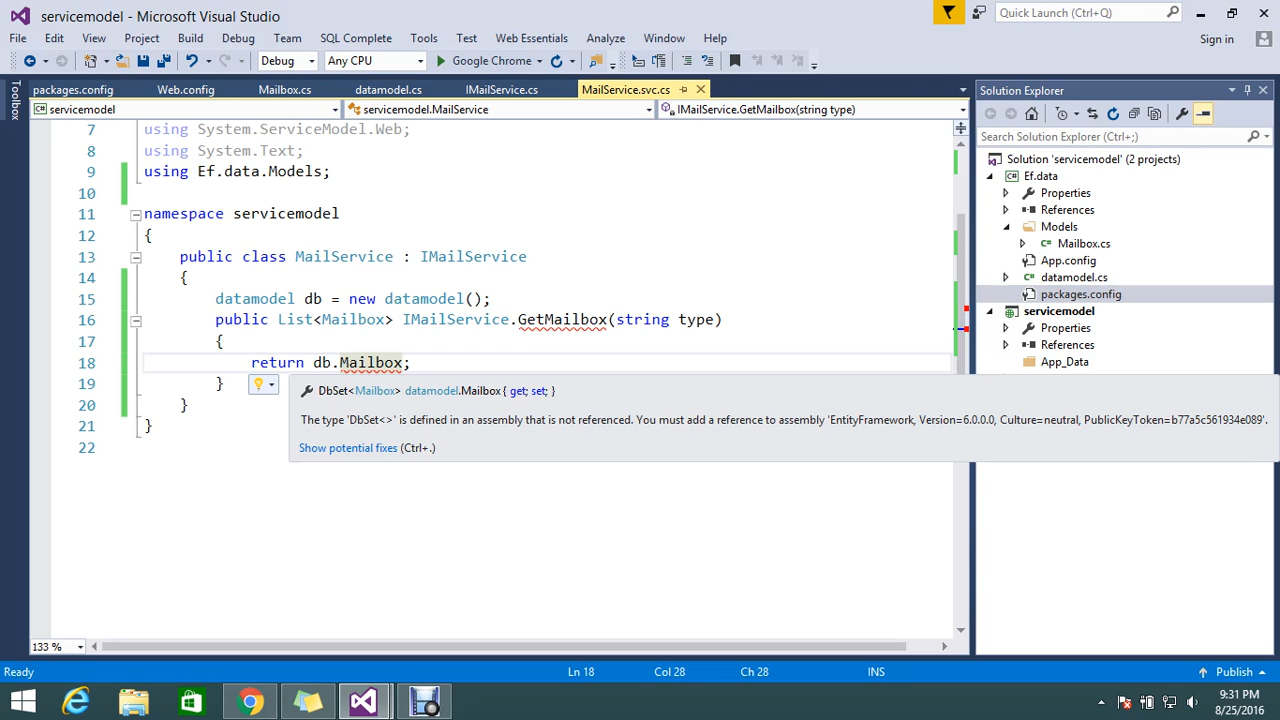 servicemodel - Microsoft Visual Studio
Quick Launch (Ctrl+Q)
File Edit View Project Build Debug Team SQL Complete Tools Test Web Essentials Analyze Window Help
Sign in
Debug Any CPU Google Chrome
Toolbox
packages.config Web.config Mailbox.cs datamodel.cs IMailService.cs MailService.svc.cs
servicemodel servicemodel.MailService IMailService.GetMailbox(string type)
7 using System.ServiceModel.Web;
8 using System.Text;
9 using Ef.data.Models;
10
11 namespace servicemodel
12 {
13 public class MailService : IMailService
14 {
15 datamodel db = new datamodel();
16 public List<Mailbox> IMailService.GetMailbox(string type)
17 {
18 return db.Mailbox;
19 }
20 }
21 }
22
DbSet<Mailbox> datamodel.Mailbox { get; set; }
The type 'DbSet<>' is defined in an assembly that is not referenced. You must add a reference to assembly 'EntityFramework, Version=6.0.0.0, Culture=neutral, PublicKeyToken=b77a5c561934e089'.
Show potential fixes (Ctrl+.)
133 %
Solution Explorer
Search Solution Explorer (Ctrl+;)
Solution 'servicemodel' (2 projects)
Ef.data
Properties
References
Models
Mailbox.cs
App.config
datamodel.cs
packages.config
servicemodel
Properties
References
App_Data
Ready Ln 18 Col 28 Ch 28 INS Publish
9:31 PM
8/25/2016